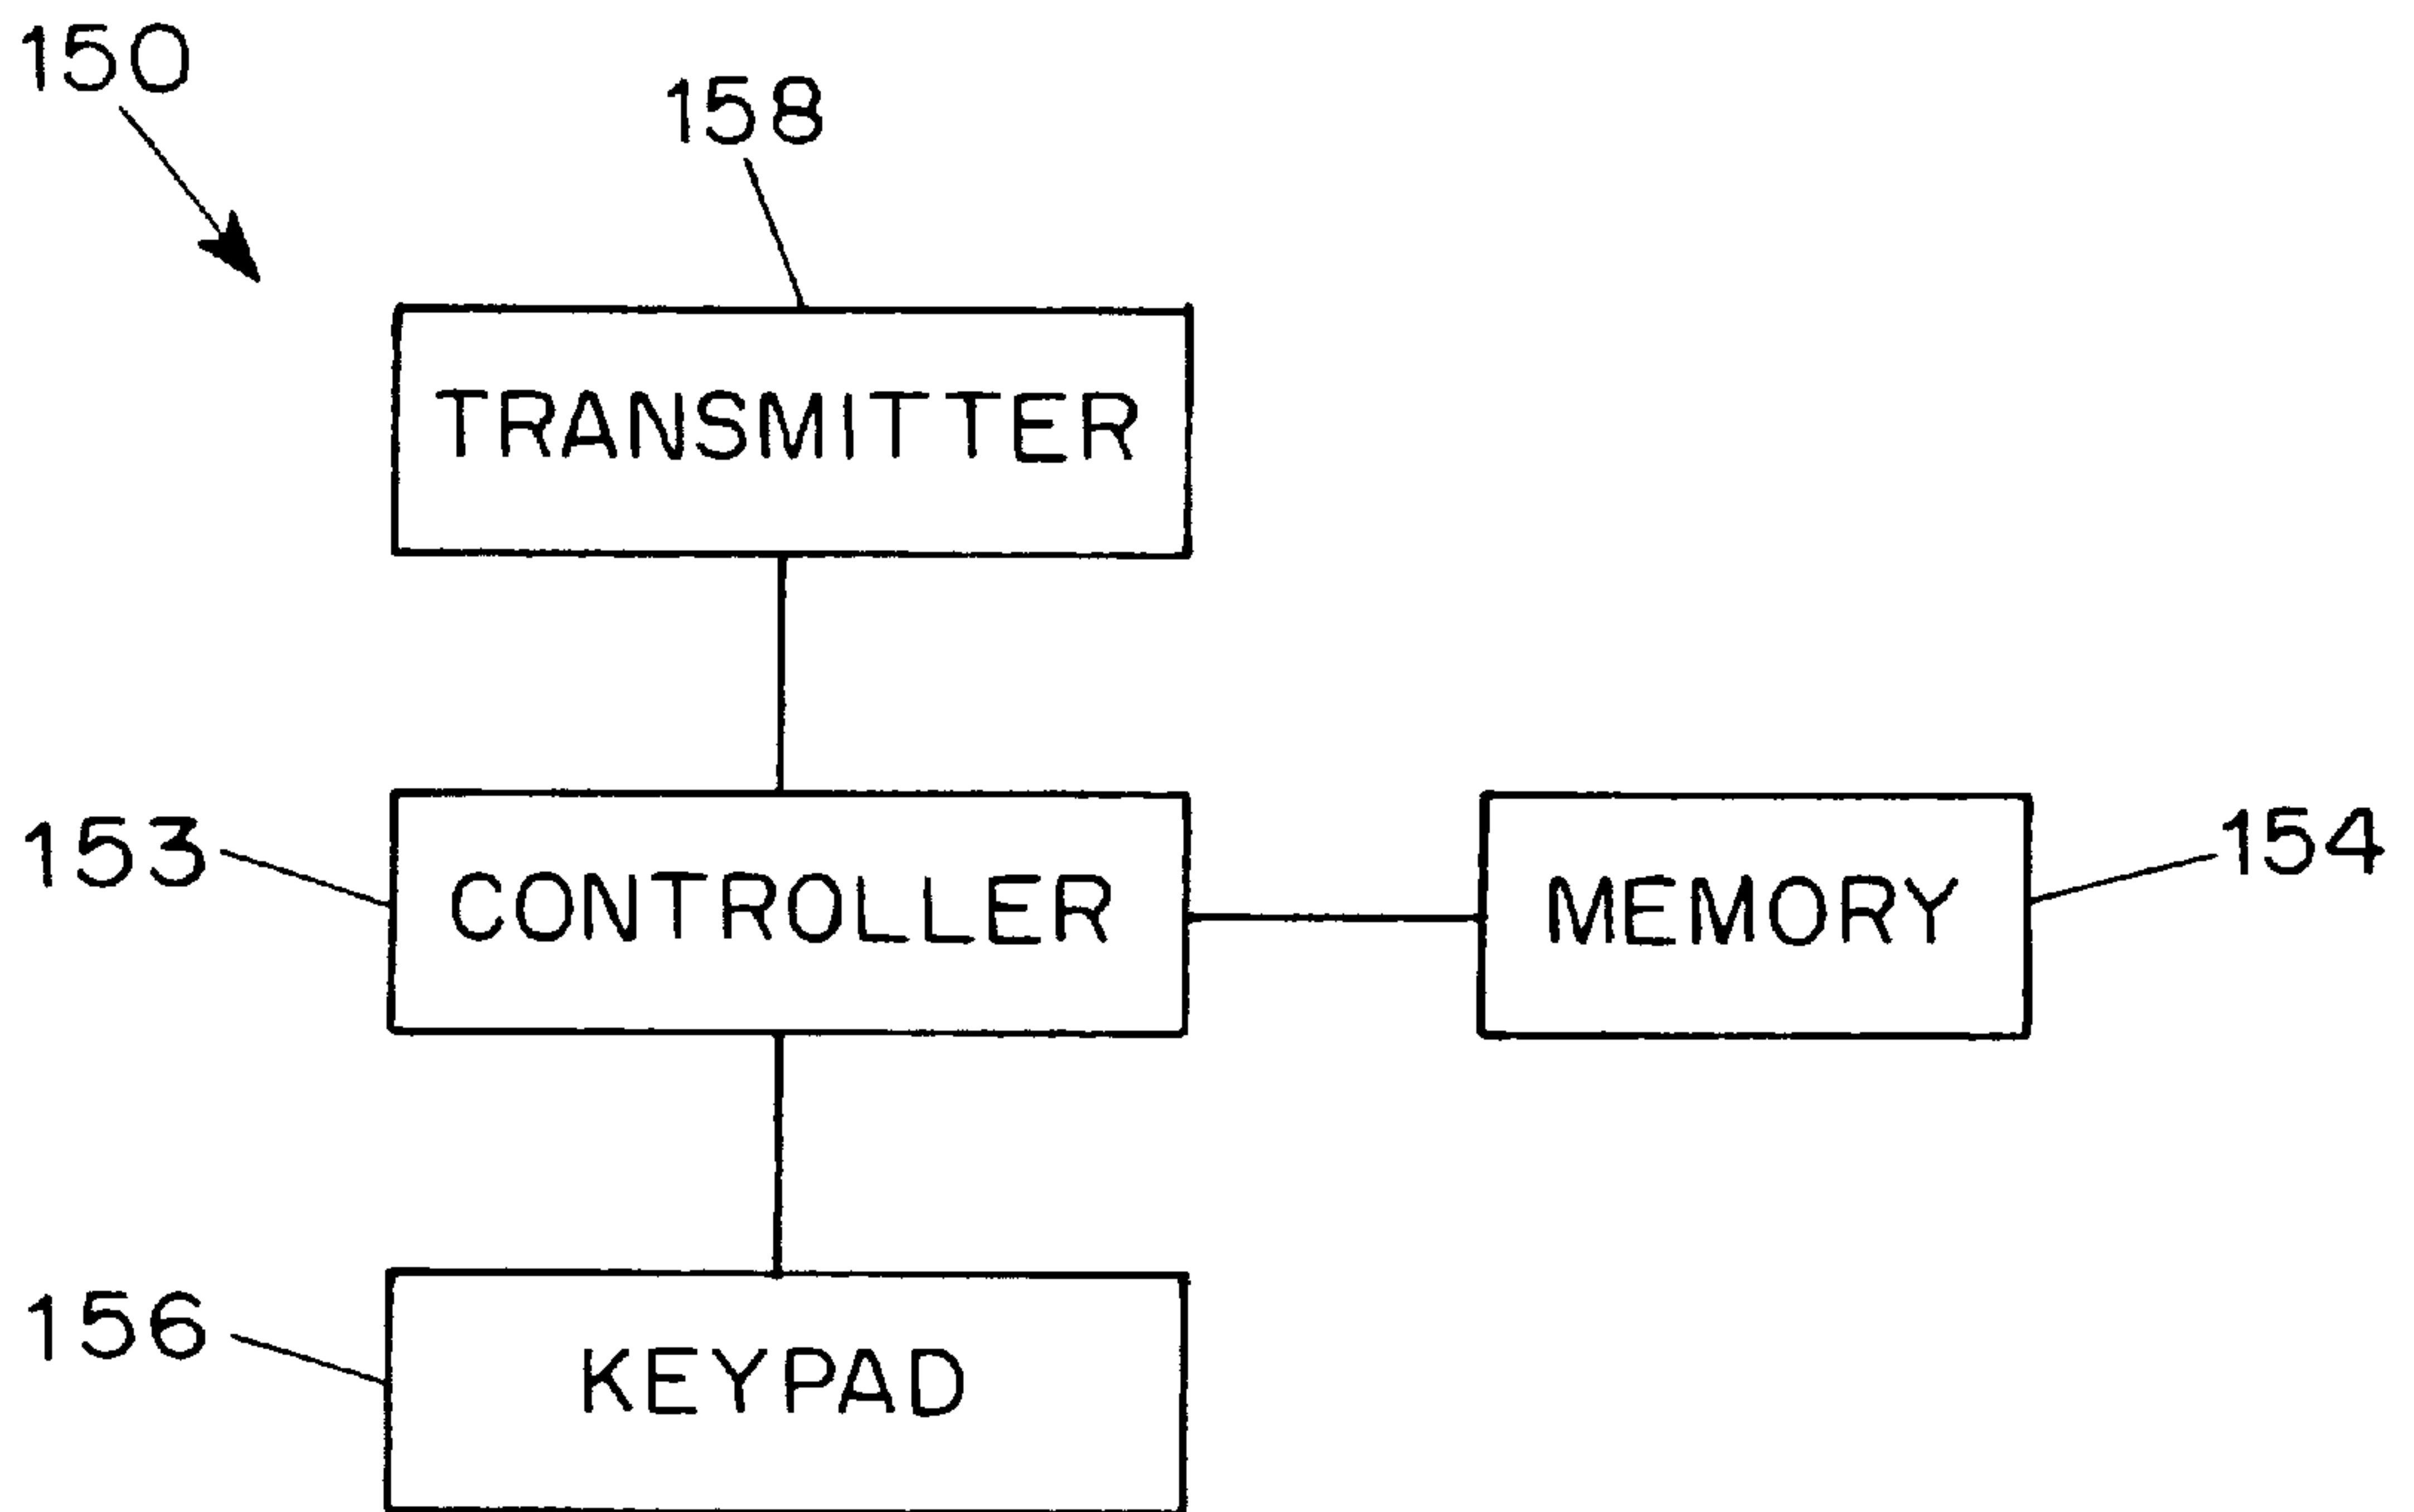 150
158
TRANSMITTER
153
CONTROLLER
MEMORY
154
156
KEYPAD